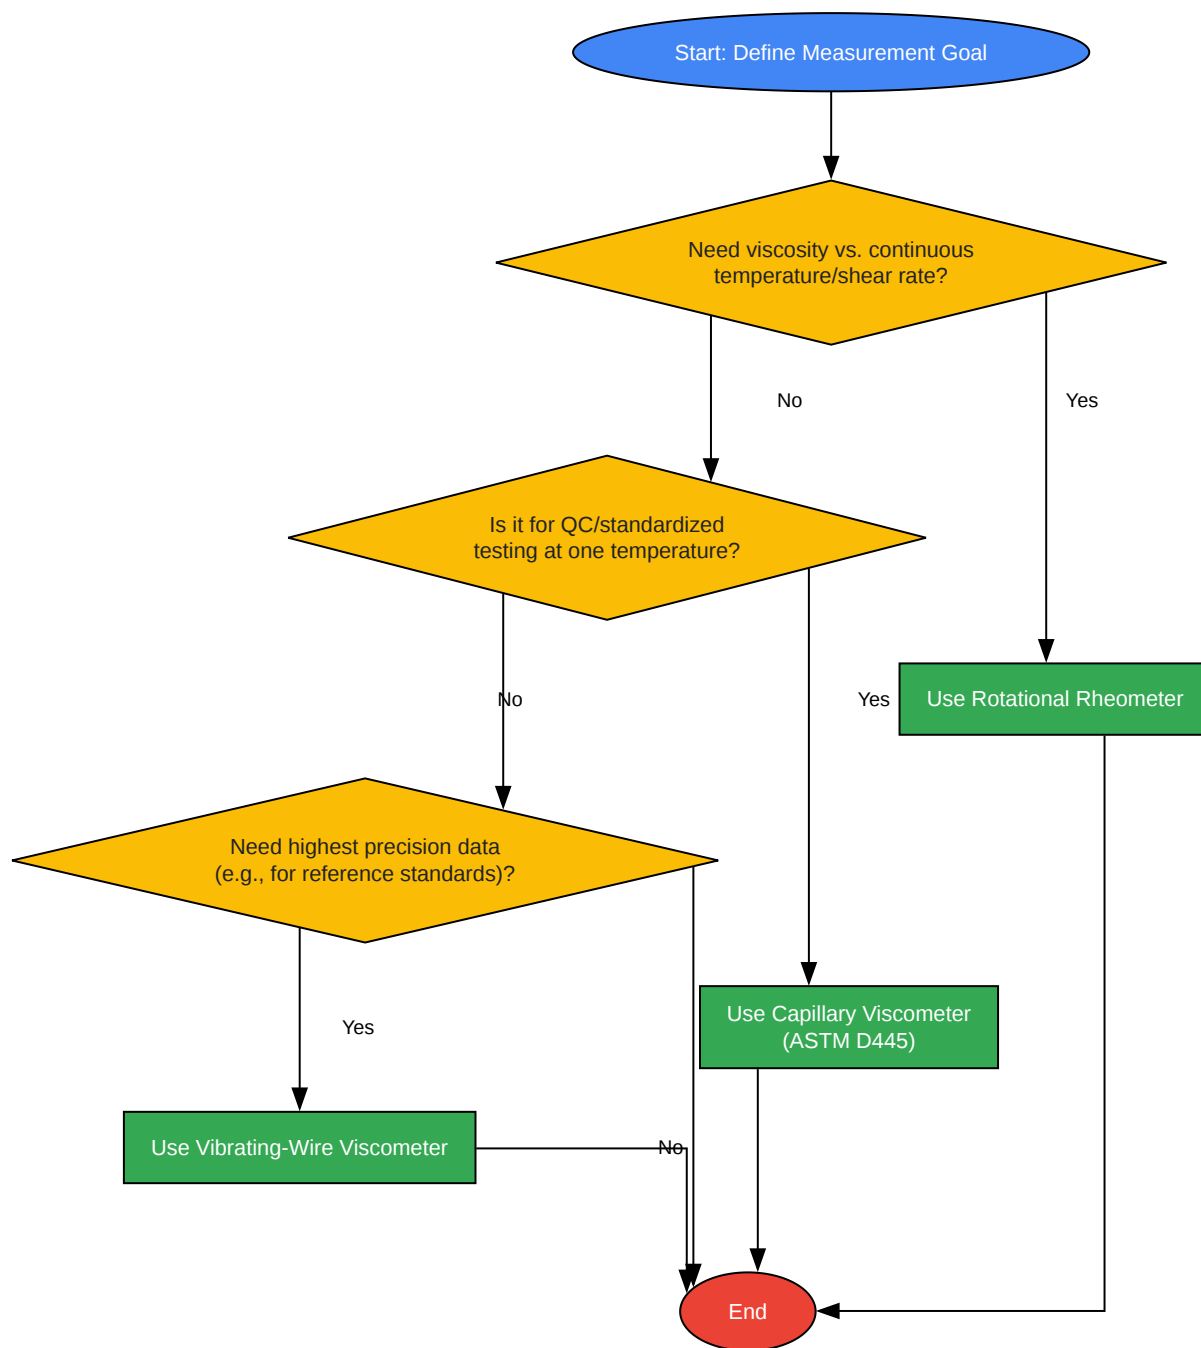 Start: Define Measurement Goal
Need viscosity vs. continuous
temperature/shear rate?
No
Yes
Is it for QC/standardized
testing at one temperature?
No
Yes
Use Rotational Rheometer
Need highest precision data
(e.g., for reference standards)?
Yes
Use Capillary Viscometer
(ASTM D445)
Use Vibrating-Wire Viscometer
No
End